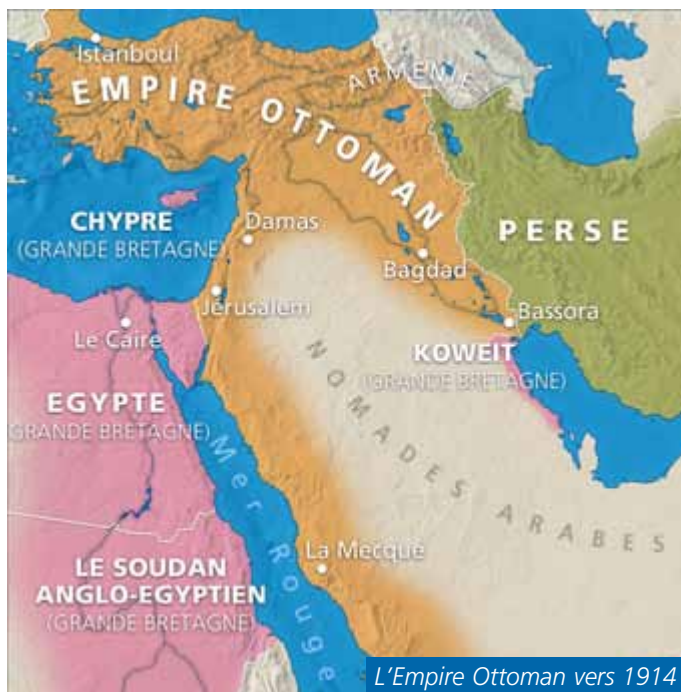 Istanboul
ARMÉNIE
EMPIRE OTTOMAN
CHYPRE
(GRANDE BRETAGNE)
Damas
PERSE
Bagdad
Jérusalem
Bassora
Le Caire
KOWEIT
(GRANDE BRETAGNE)
NOMADES ARABES
EGYPTE
(GRANDE BRETAGNE)
Mer Rouge
La Mecque
LE SOUDAN
ANGLO-EGYPTIEN
(GRANDE BRETAGNE)
L'Empire Ottoman vers 1914